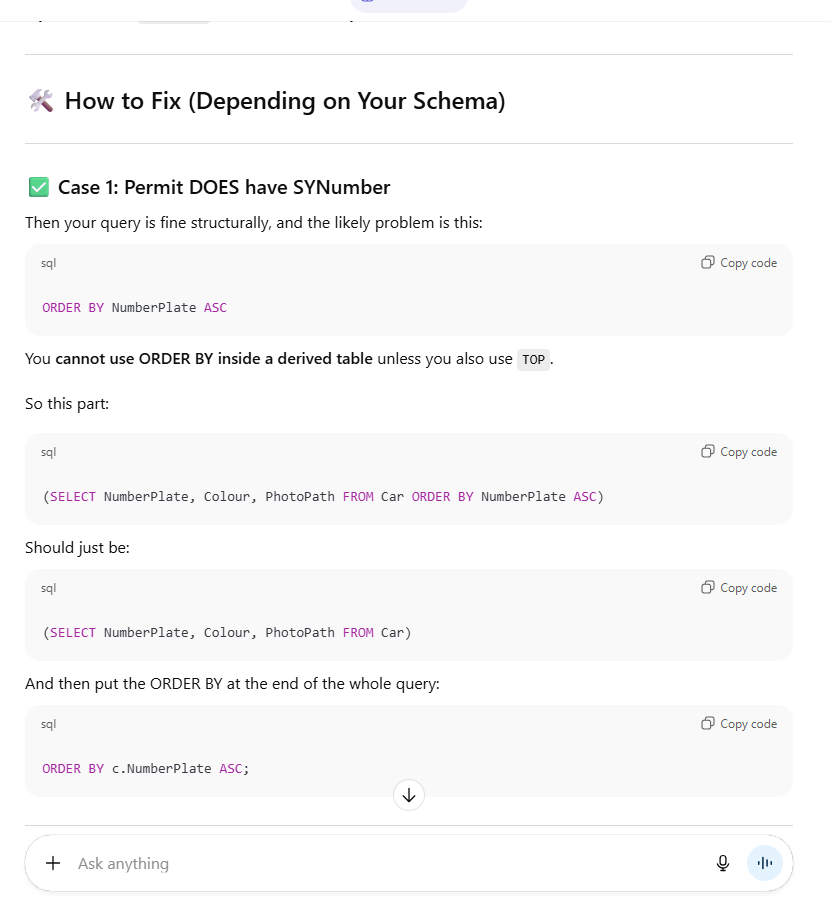 How to Fix (Depending on Your Schema)
Case 1: Permit DOES have SYNumber
Then your query is fine structurally, and the likely problem is this:
sql
Copy code
ORDER BY NumberPlate ASC
You cannot use ORDER BY inside a derived table unless you also use TOP.
So this part:
sql
Copy code
(SELECT NumberPlate, Colour, PhotoPath FROM Car ORDER BY NumberPlate ASC)
Should just be:
sql
Copy code
(SELECT NumberPlate, Colour, PhotoPath FROM Car)
And then put the ORDER BY at the end of the whole query:
sql
Copy code
ORDER BY c.NumberPlate ASC;
Ask anything